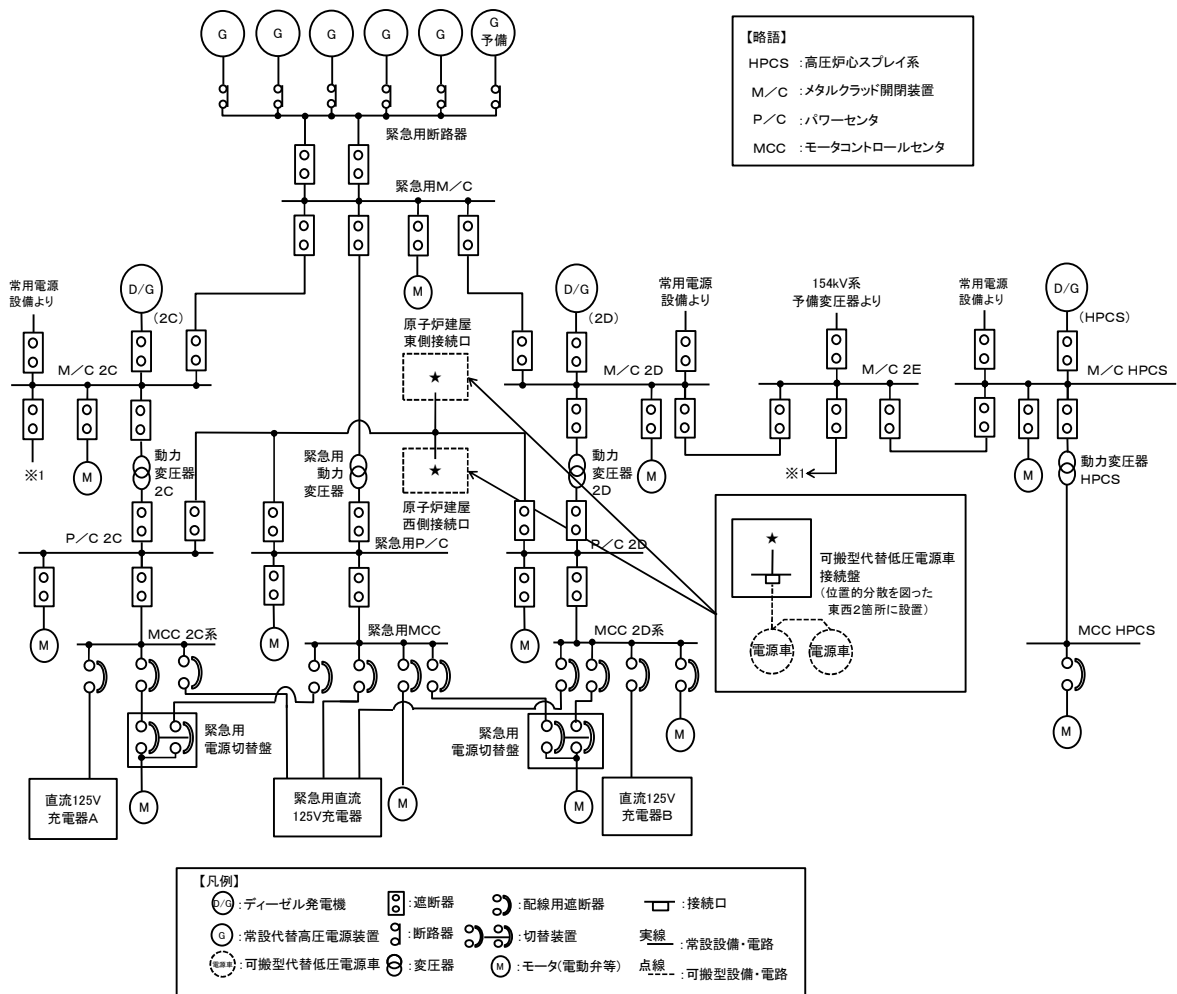 G
G
G
G
G
G
予備
緊急用断路器
緊急用M/C
【略語】
HPCS :高圧炉心スプレイ系
M/C :メタルクラッド開閉装置
P/C :パワーセンタ
MCC :モータコントロールセンタ
常用電源
設備より
D/G
(2C)
M
原子炉建屋
東側接続口
D/G
(2D)
常用電源
設備より
154kV系
予備変圧器より
常用電源
設備より
D/G
(HPCS)
M/C 2C
★
M/C 2D
M/C 2E
M/C HPCS
※1
M
動力
変圧器
2C
緊急用
動力
変圧器
★
原子炉建屋
西側接続口
動力
変圧器
2D
M
※1
M
動力変圧器
HPCS
P/C 2C
緊急用P/C
P/C 2D
★
可搬型代替低圧電源車
接続盤
(位置的分散を図った
東西2箇所に設置)
電源車
電源車
M
MCC 2C系
M
緊急用MCC
M
MCC 2D系
MCC HPCS
緊急用
電源切替盤
緊急用
電源切替盤
M
M
直流125V
充電器A
M
緊急用直流
125V充電器
M
M
直流125V
充電器B
【凡例】
D/G :ディーゼル発電機
:遮断器
:配線用遮断器
:接続口
G :常設代替高圧電源装置
:断路器
:切替装置
実線 :常設設備・電路
電源車 :可搬型代替低圧電源車
:変圧器
M :モータ(電動弁等)
点線 :可搬型設備・電路